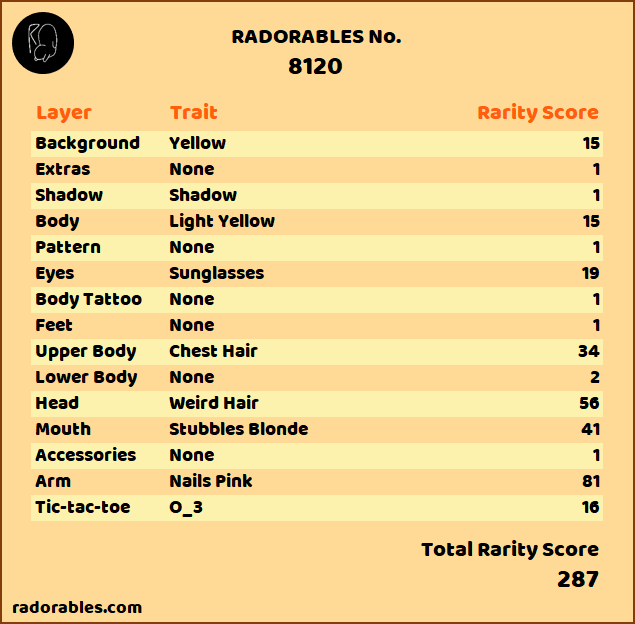 RADORABLES No.
8120
Layer Trait Rarity Score
Background Yellow 15
Extras None 1
Shadow Shadow 1
Body Light Yellow 15
Pattern None 1
Eyes Sunglasses 19
Body Tattoo None 1
Feet None 1
Upper Body Chest Hair 34
Lower Body None 2
Head Weird Hair 56
Mouth Stubbles Blonde 41
Accessories None 1
Arm Nails Pink 81
Tic-tac-toe O_3 16
Total Rarity Score
287
radorables.com